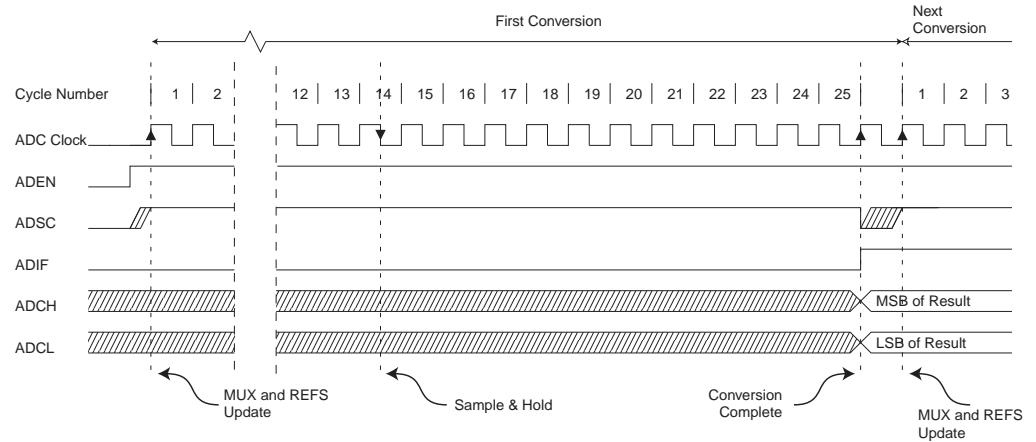 First Conversion
Next
Conversion
Cycle Number 1 2 12 13 14 15 16 17 18 19 20 21 22 23 24 25 1 2 3
ADC Clock
ADEN
ADSC
ADIF
ADCH MSB of Result
ADCL LSB of Result
MUX and REFS
Update
Sample & Hold
Conversion
Complete
MUX and REFS
Update